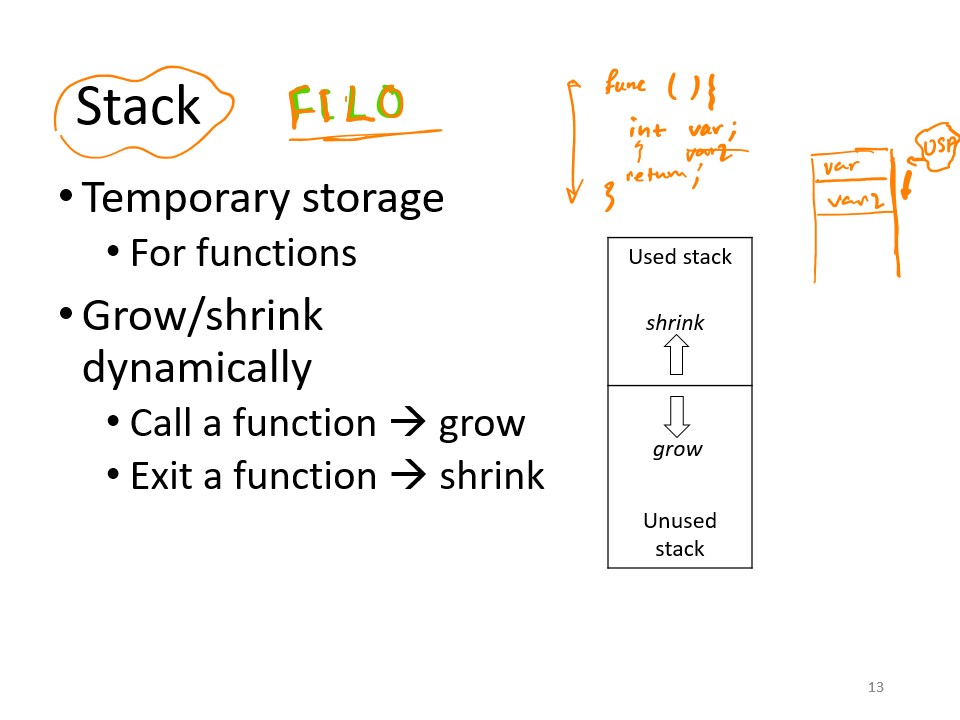 Stack
FILO
• Temporary storage
• For functions
• Grow/shrink
dynamically
• Call a function → grow
• Exit a function → shrink
func ( ) {
int var;
var2
return;
}
var
var2
USP
Used stack
shrink
grow
Unused
stack
13